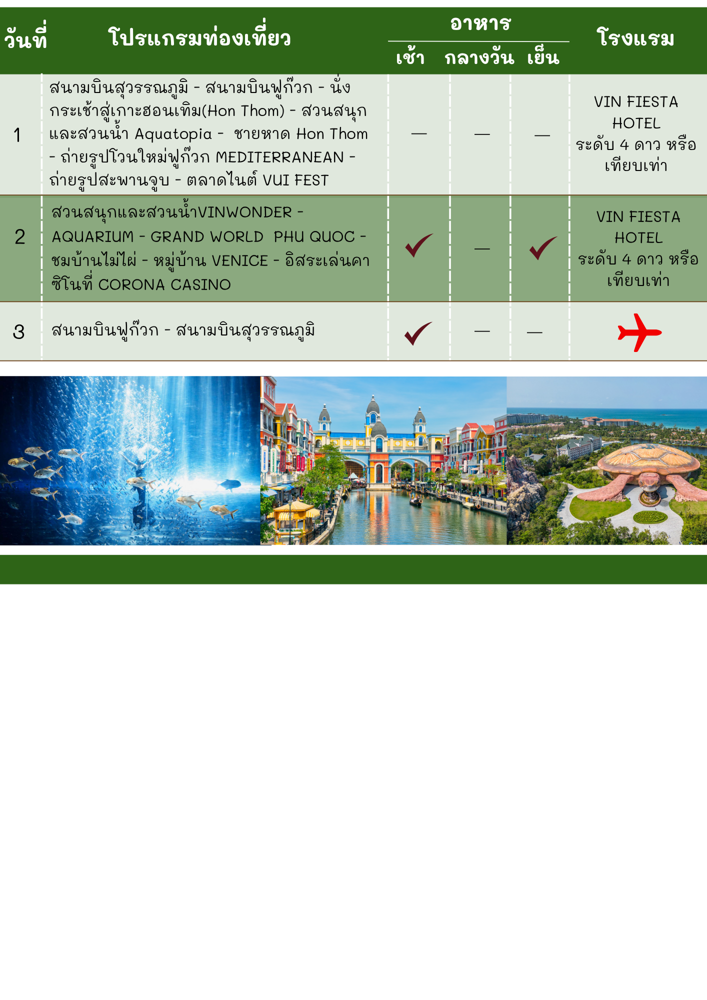 วันที่ โปรแกรมท่องเที่ยว อาหาร โรงแรม
เช้า กลางวัน เย็น
1
สนามบินสุวรรณภูมิ - สนามบินฟูก๊วก - นั่ง
กระเช้าสู่เกาะฮอนเทิม(Hon Thom) - สวนสนุก
และสวนน้ำ Aquatopia - ชายหาด Hon Thom
- ถ่ายรูปโวนใหม่ฟูก๊วก MEDITERRANEAN -
ถ่ายรูปสะพานจูบ - ตลาดไนต์ VUI FEST
— — —
VIN FIESTA
HOTEL
ระดับ 4 ดาว หรือ
เทียบเท่า
2
สวนสนุกและสวนน้ำVINWONDER -
AQUARIUM - GRAND WORLD PHU QUOC -
ชมบ้านไม่ไผ่ - หมู่บ้าน VENICE - อิสระเล่นคา
ซิโนที่ CORONA CASINO
✓ — ✓
VIN FIESTA
HOTEL
ระดับ 4 ดาว หรือ
เทียบเท่า
3
สนามบินฟูก๊วก - สนามบินสุวรรณภูมิ
✓ — —